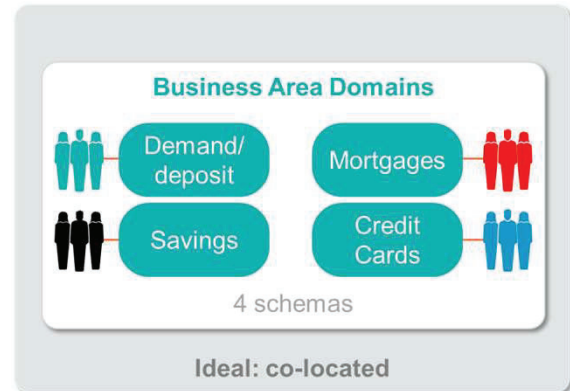 Business Area Domains
Demand/
deposit
Mortgages
Savings
Credit
Cards
4 schemas
Ideal: co-located